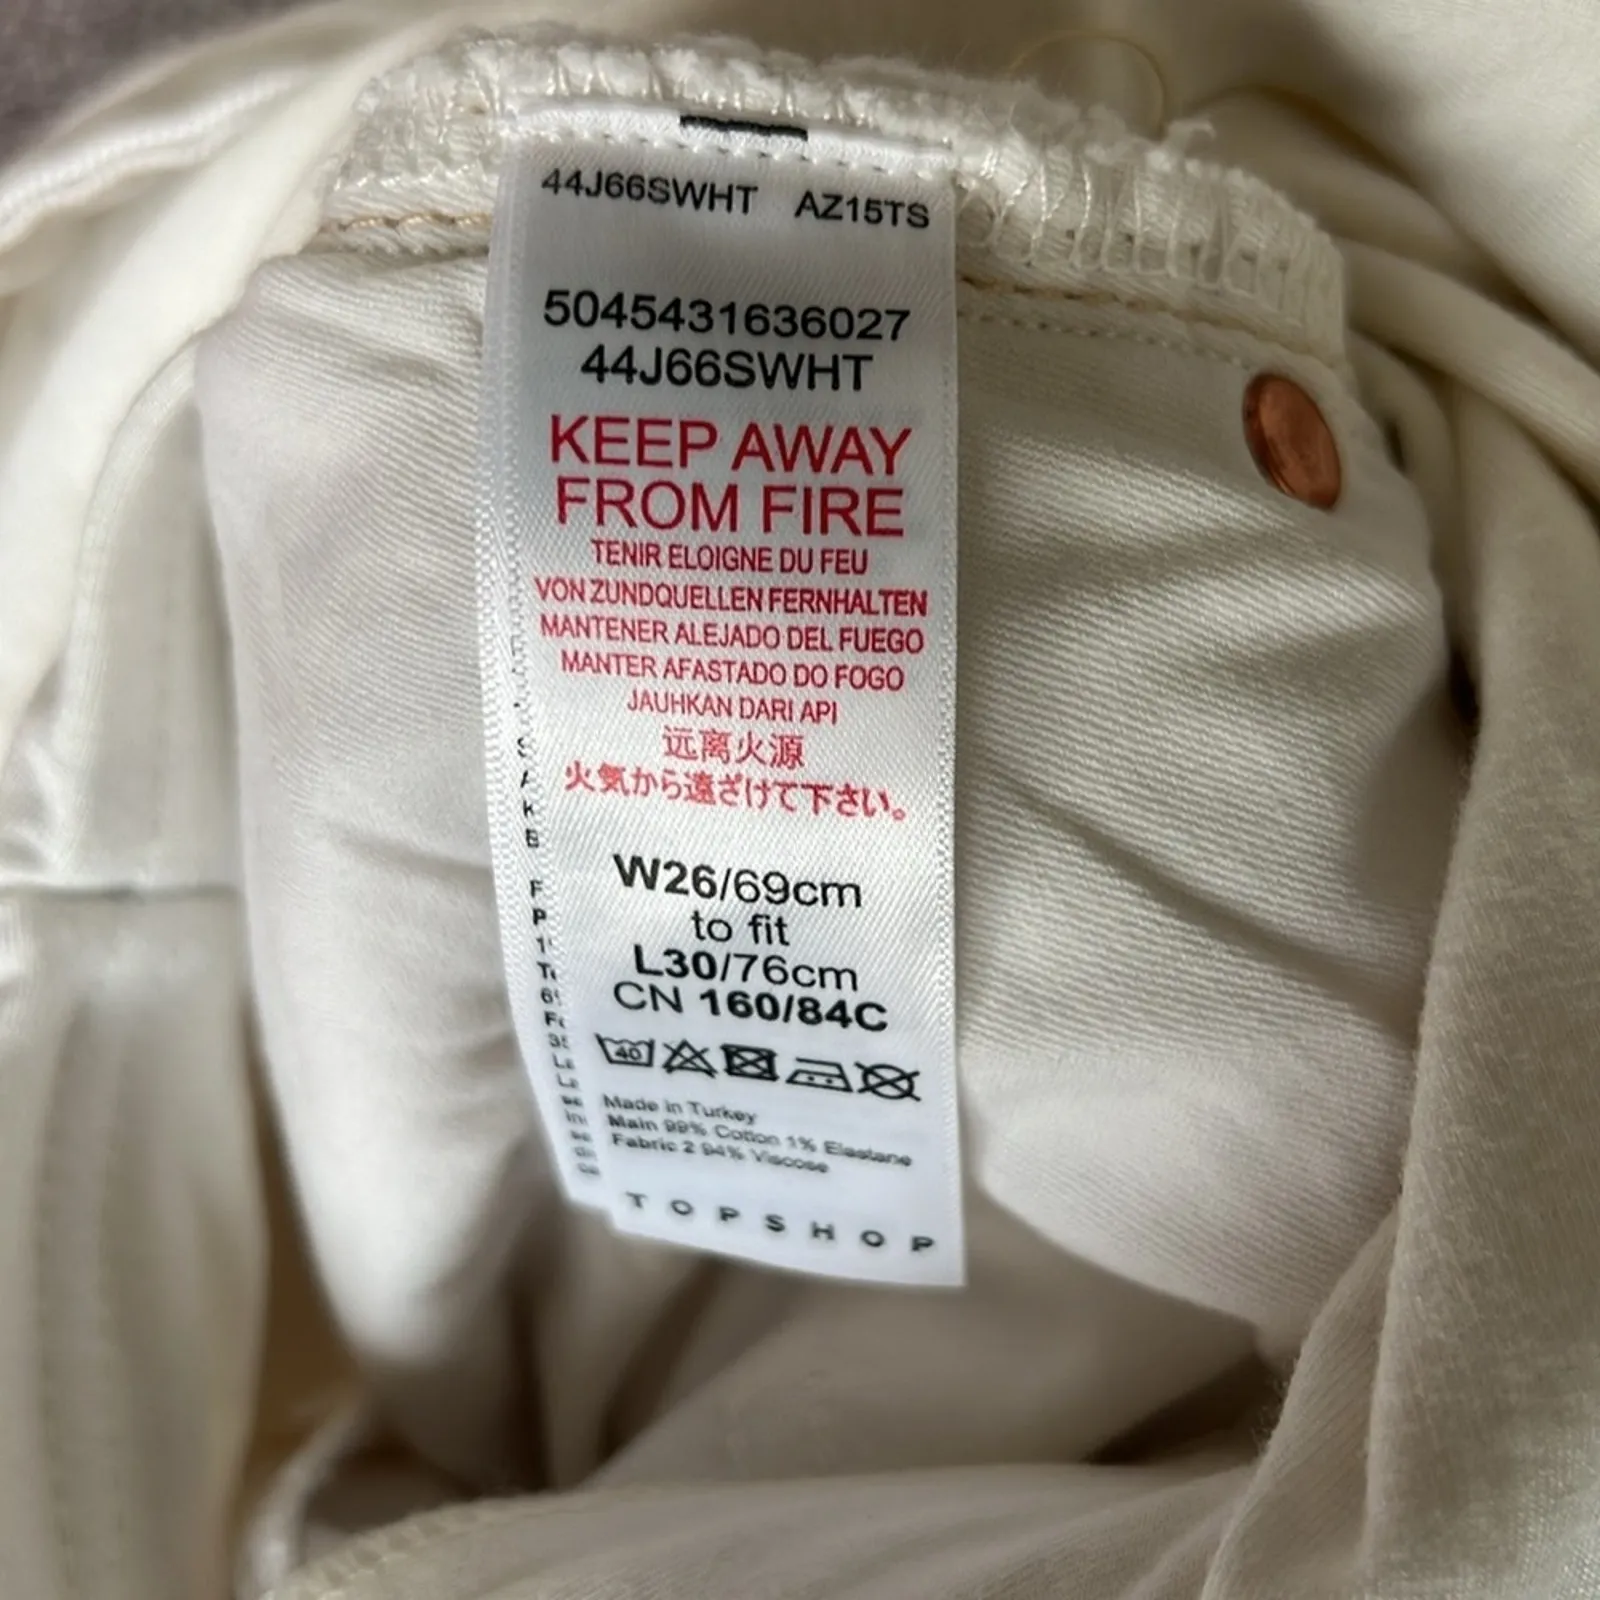 44J66SWHT AZ15TS
5045431636027
44J66SWHT
KEEP AWAY
FROM FIRE
TENIR ELOIGNE DU FEU
VON ZUNDQUELLEN FERNHALTEN
MANTENER ALEJADO DEL FUEGO
MANTER AFASTADO DO FOGO
JAUHKAN DARI API
远离火源
火気から遠ざけて下さい。
W26/69cm
to fit
L30/76cm
CN 160/84C
40
Made in Turkey
Main 99% Cotton 1% Elastane
Fabric 2 94% Viscose
TOPSHOP